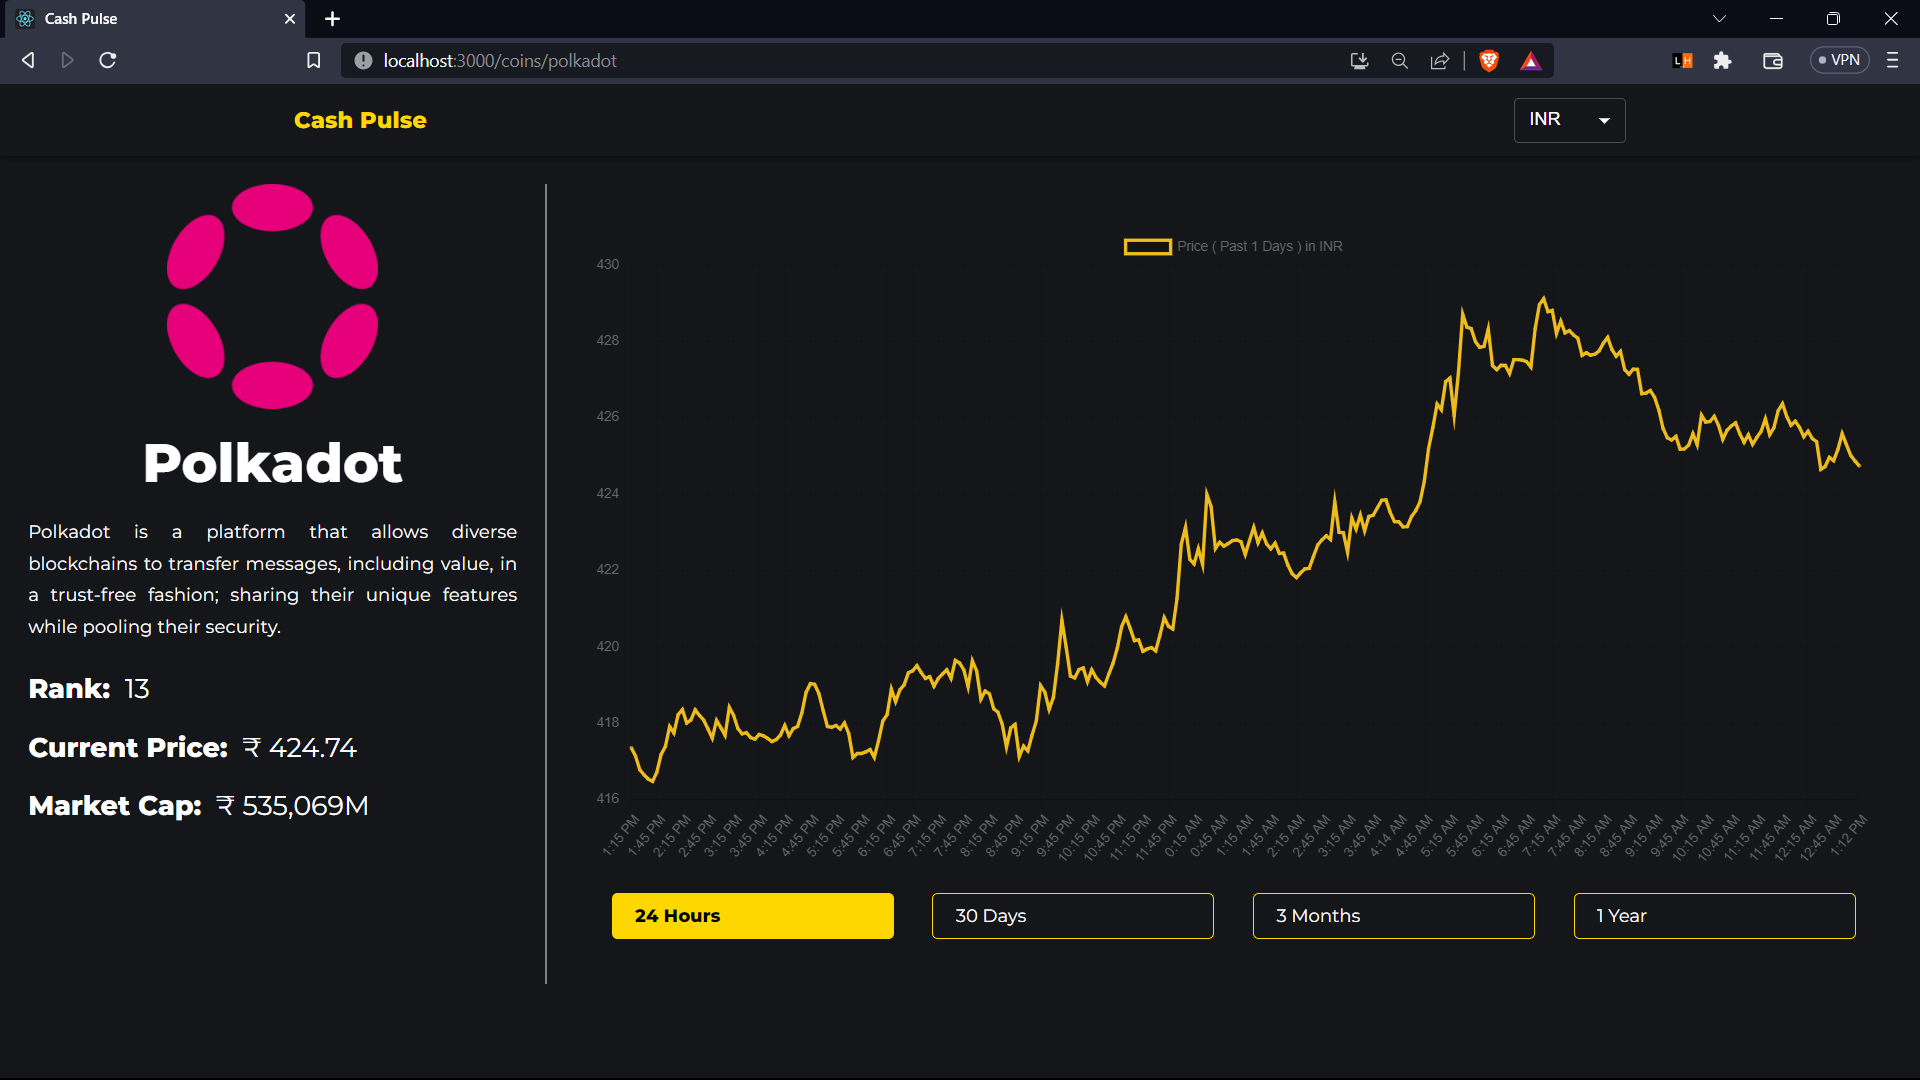 Cash Pulse
localhost:3000/coins/polkadot
LH
VPN
Cash Pulse
INR
Polkadot
Polkadot is a platform that allows diverse
blockchains to transfer messages, including value, in
a trust-free fashion; sharing their unique features
while pooling their security.
Rank: 13
Current Price: ₹ 424.74
Market Cap: ₹ 535,069M
Price ( Past 1 Days ) in INR
430
428
426
424
422
420
418
416
1:15 PM
1:45 PM
2:15 PM
2:45 PM
3:15 PM
3:45 PM
4:15 PM
4:45 PM
5:15 PM
5:45 PM
6:15 PM
6:45 PM
7:15 PM
7:45 PM
8:15 PM
8:45 PM
9:15 PM
9:45 PM
10:15 PM
10:45 PM
11:15 PM
11:45 PM
0:15 AM
0:45 AM
1:15 AM
1:45 AM
2:15 AM
2:45 AM
3:15 AM
3:45 AM
4:14 AM
4:45 AM
5:15 AM
5:45 AM
6:15 AM
6:45 AM
7:15 AM
7:45 AM
8:15 AM
8:45 AM
9:15 AM
9:45 AM
10:15 AM
10:45 AM
11:15 AM
11:45 AM
12:15 AM
12:45 AM
1:12 PM
24 Hours
30 Days
3 Months
1 Year